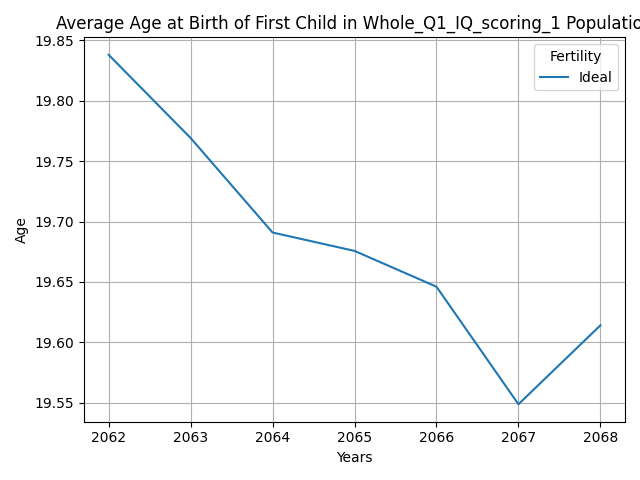 Average Age at Birth of First Child in Whole_Q1_IQ_scoring_1 Populatio
19.85
19.80
19.75
19.70
19.65
19.60
19.55
Age
Fertility
Ideal
2062 2063 2064 2065 2066 2067 2068
Years